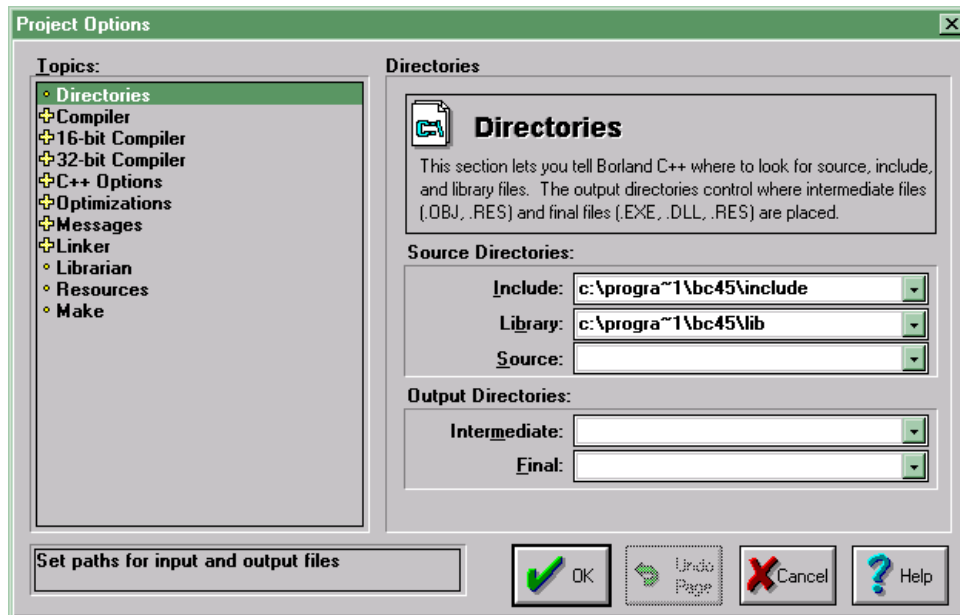 Project Options
Topics:
Directories
Compiler
16-bit Compiler
32-bit Compiler
C++ Options
Optimizations
Messages
Linker
Librarian
Resources
Make
Directories
C:\
Directories
This section lets you tell Borland C++ where to look for source, include,
and library files. The output directories control where intermediate files
(.OBJ, .RES) and final files (.EXE, .DLL, .RES) are placed.
Source Directories:
Include: c:\progra~1\bc45\include
Library: c:\progra~1\bc45\lib
Source:
Output Directories:
Intermediate:
Final:
Set paths for input and output files
OK
Undo
Page
Cancel
Help